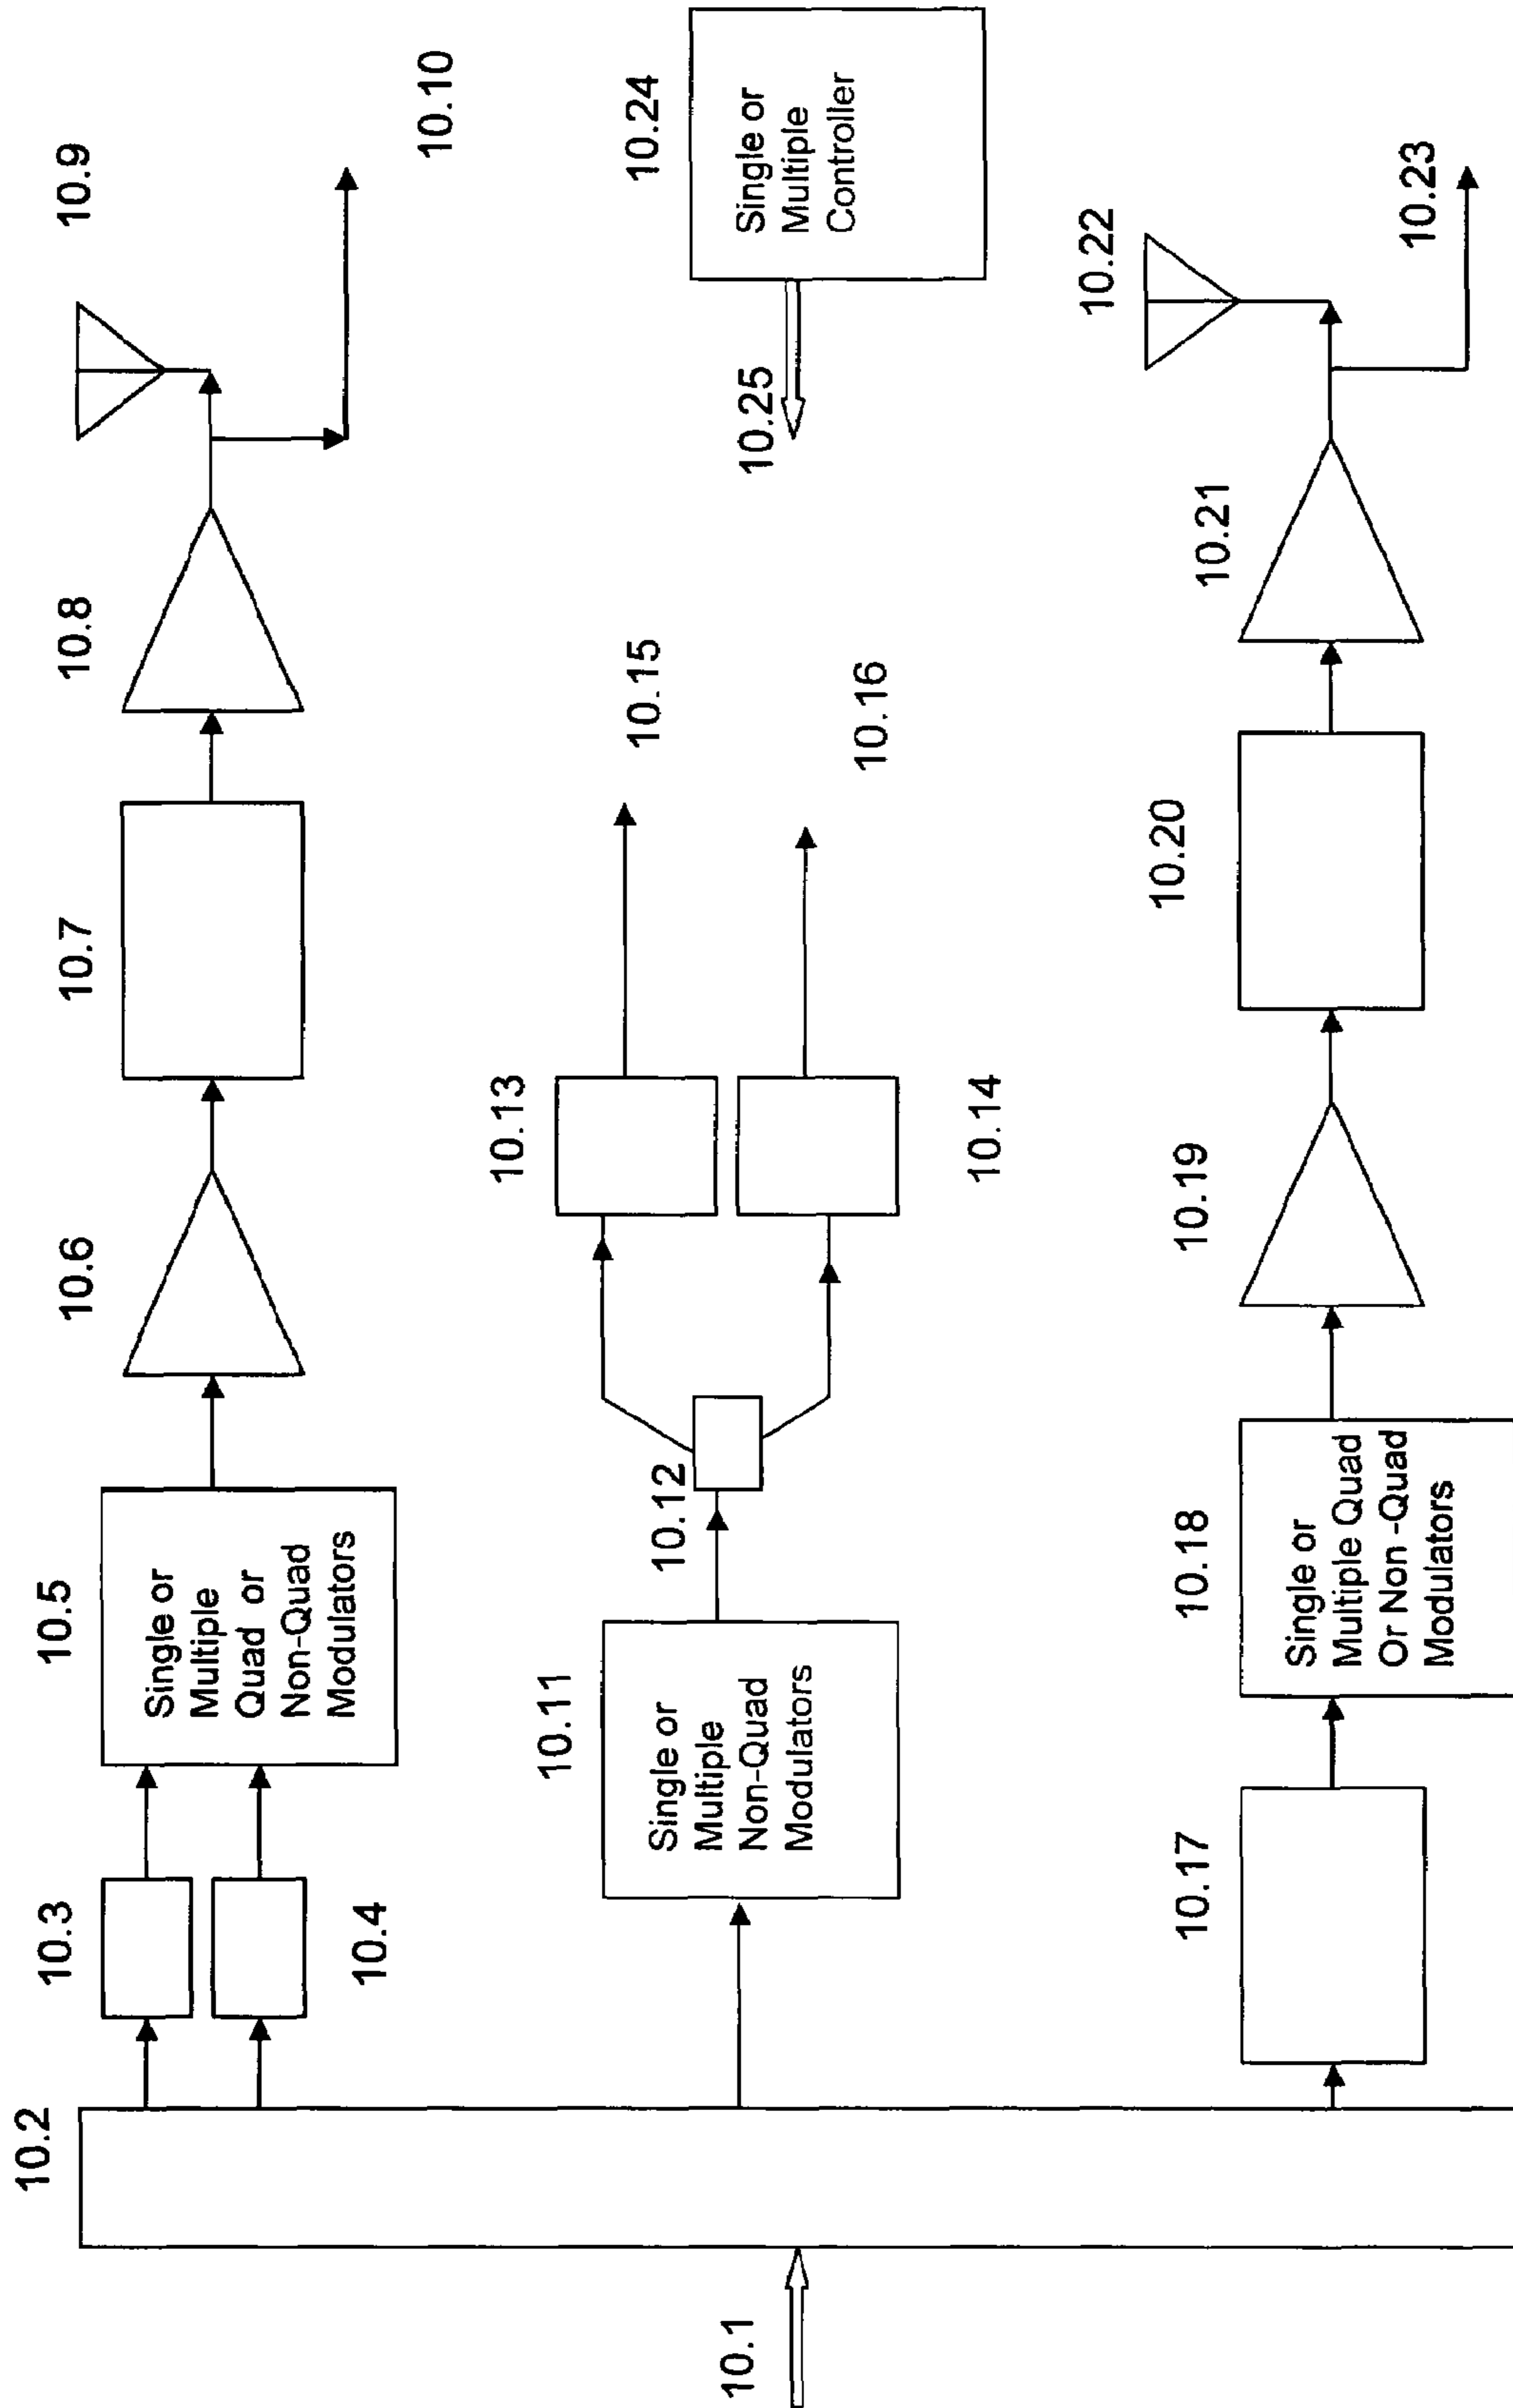 10.1
10.2
10.3
10.4
10.5
Single or
Multiple
Quad or
Non-Quad
Modulators
10.6
10.7
10.8
10.9
10.10
10.11
Single or
Multiple
Non-Quad
Modulators
10.12
10.13
10.14
10.15
10.16
10.17
10.18
Single or
Multiple Quad
Or Non -Quad
Modulators
10.19
10.20
10.21
10.22
10.23
10.24
Single or
Multiple
Controller
10.25